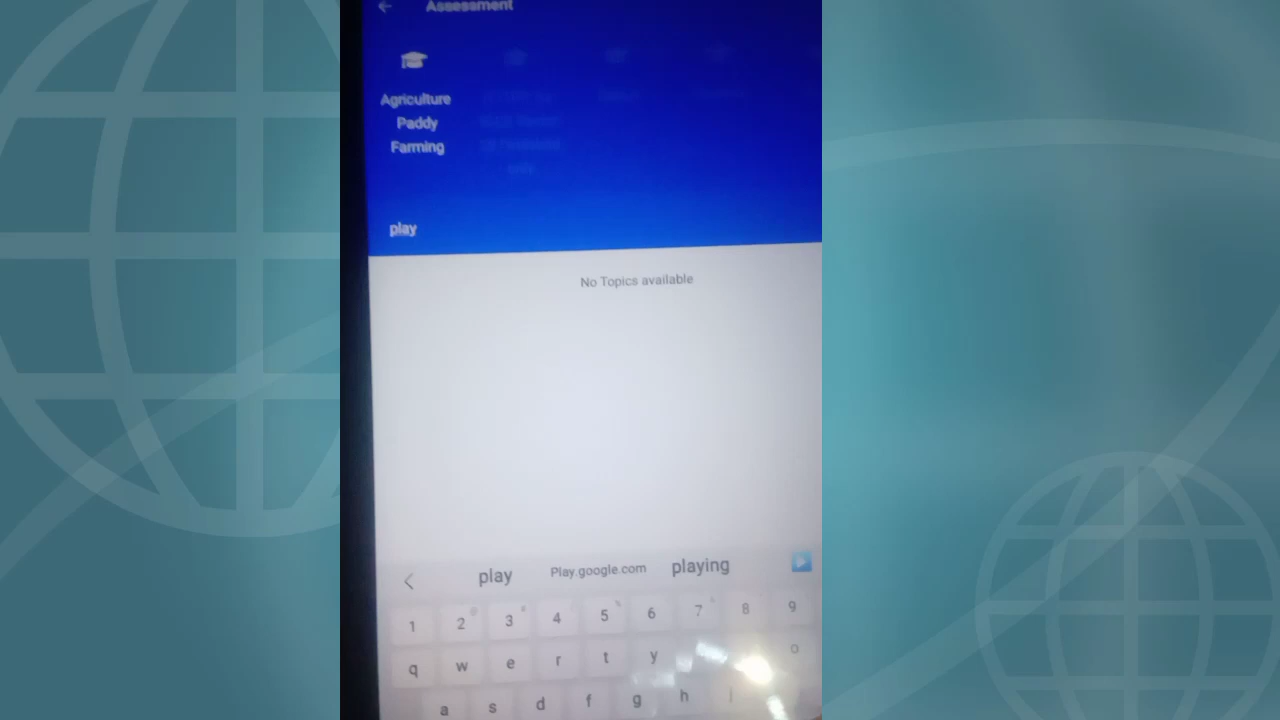 Assessment
Agriculture
Paddy
Farming
play
No Topics available
play Play.google.com playing
1 2 3 4 5 6 7 8 9
q w e r t y o
a s d f g h j